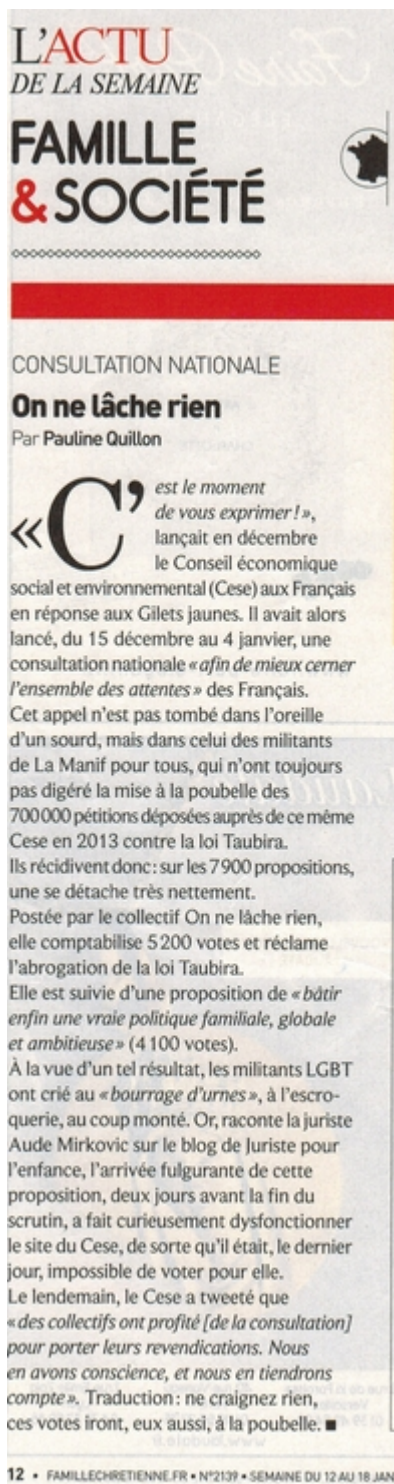 L'ACTU
DE LA SEMAINE
FAMILLE
& SOCIÉTÉ
CONSULTATION NATIONALE
On ne lâche rien
Par Pauline Quillon
« C'est le moment
de vous exprimer ! »,
lançait en décembre
le Conseil économique
social et environnemental (Cese) aux Français
en réponse aux Gilets jaunes. Il avait alors
lancé, du 15 décembre au 4 janvier, une
consultation nationale « afin de mieux cerner
l'ensemble des attentes » des Français.
Cet appel n'est pas tombé dans l'oreille
d'un sourd, mais dans celui des militants
de La Manif pour tous, qui n'ont toujours
pas digéré la mise à la poubelle des
700 000 pétitions déposées auprès de ce même
Cese en 2013 contre la loi Taubira.
Ils récidivent donc : sur les 7 900 propositions,
une se détache très nettement.
Postée par le collectif On ne lâche rien,
elle comptabilise 5 200 votes et réclame
l'abrogation de la loi Taubira.
Elle est suivie d'une proposition de « bâtir
enfin une vraie politique familiale, globale
et ambitieuse » (4 100 votes).
À la vue d'un tel résultat, les militants LGBT
ont crié au « bourrage d'urnes », à l'escro-
querie, au coup monté. Or, raconte la juriste
Aude Mirkovic sur le blog de Juriste pour
l'enfance, l'arrivée fulgurante de cette
proposition, deux jours avant la fin du
scrutin, a fait curieusement dysfonctionner
le site du Cese, de sorte qu'il était, le dernier
jour, impossible de voter pour elle.
Le lendemain, le Cese a tweeté que
« des collectifs ont profité [de la consultation]
pour porter leurs revendications. Nous
en avons conscience, et nous en tiendrons
compte ». Traduction : ne craignez rien,
ces votes iront, eux aussi, à la poubelle. ■
12 • FAMILLECHRETIENNE.FR • N°2139 • SEMAINE DU 12 AU 18 JAN